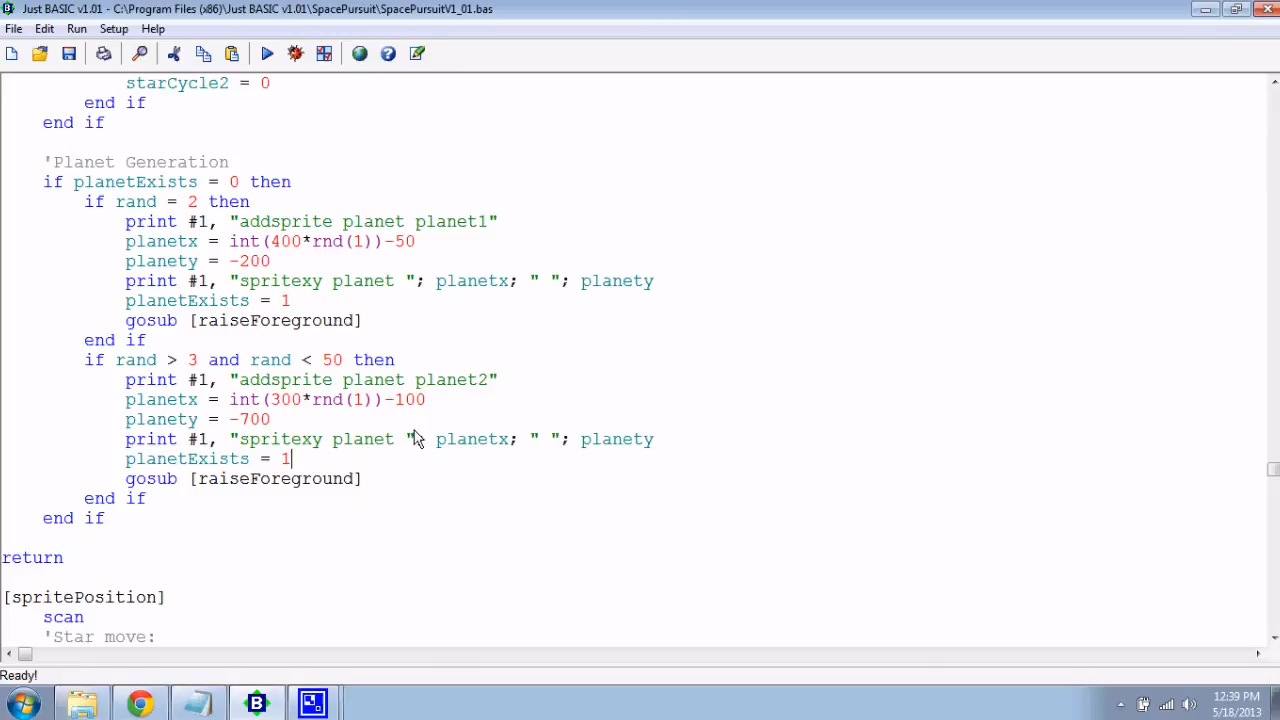 Just BASIC v1.01 - C:\Program Files (x86)\Just BASIC v1.01\SpacePursuit\SpacePursuitV1_01.bas
File Edit Run Setup Help
starCycle2 = 0
end if
end if
'Planet Generation
if planetExists = 0 then
if rand = 2 then
print #1, "addsprite planet planet1"
planetx = int(400*rnd(1))-50
planety = -200
print #1, "spritexy planet "; planetx; " "; planety
planetExists = 1
gosub [raiseForeground]
end if
if rand > 3 and rand < 50 then
print #1, "addsprite planet planet2"
planetx = int(300*rnd(1))-100
planety = -700
print #1, "spritexy planet " planetx; " "; planety
planetExists = 1
gosub [raiseForeground]
end if
end if
return
[spritePosition]
scan
'Star move:
Ready!
B
12:39 PM
5/18/2013